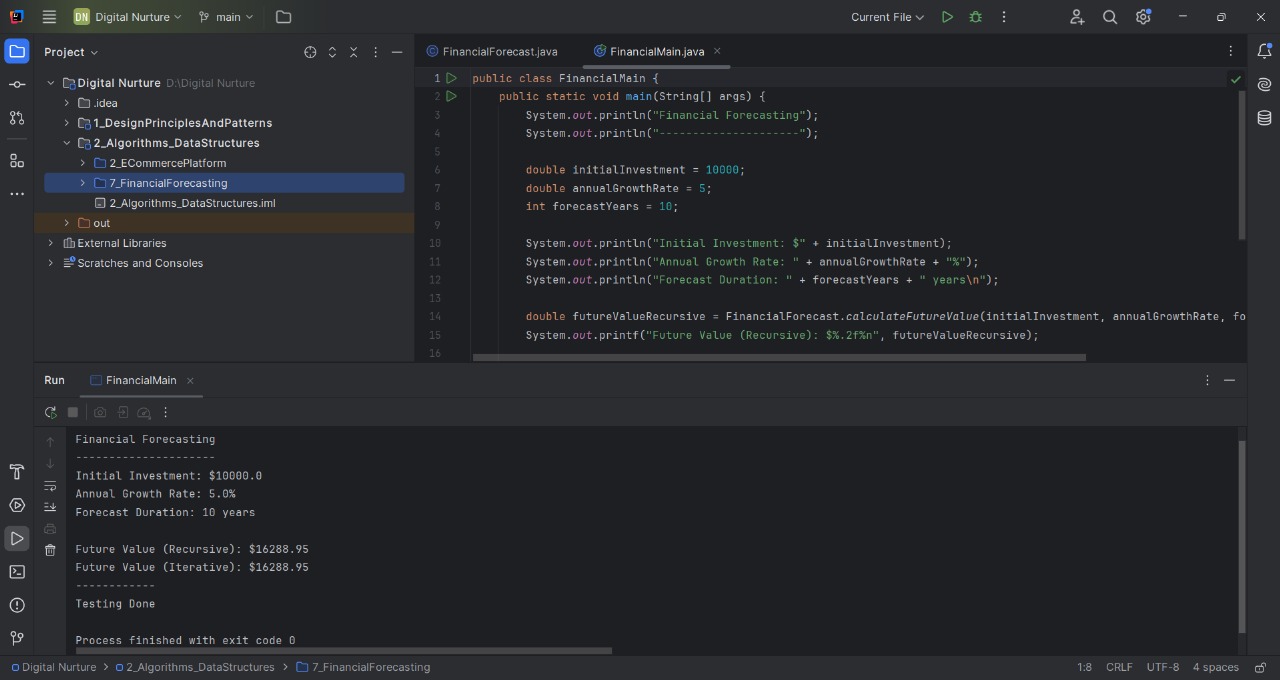 DN Digital Nurture main Current File
Project
Digital Nurture D:\Digital Nurture
.idea
1_DesignPrinciplesAndPatterns
2_Algorithms_DataStructures
2_ECommercePlatform
7_FinancialForecasting
2_Algorithms_DataStructures.iml
out
External Libraries
Scratches and Consoles
FinancialForecast.java FinancialMain.java
1 public class FinancialMain {
2 public static void main(String[] args) {
3 System.out.println("Financial Forecasting");
4 System.out.println("---------------------");
5
6 double initialInvestment = 10000;
7 double annualGrowthRate = 5;
8 int forecastYears = 10;
9
10 System.out.println("Initial Investment: $" + initialInvestment);
11 System.out.println("Annual Growth Rate: " + annualGrowthRate + "%");
12 System.out.println("Forecast Duration: " + forecastYears + " years\n");
13
14 double futureValueRecursive = FinancialForecast.calculateFutureValue(initialInvestment, annualGrowthRate, fo
15 System.out.printf("Future Value (Recursive): $%.2f%n", futureValueRecursive);
16
Run FinancialMain
Financial Forecasting
---------------------
Initial Investment: $10000.0
Annual Growth Rate: 5.0%
Forecast Duration: 10 years
Future Value (Recursive): $16288.95
Future Value (Iterative): $16288.95
------------
Testing Done
Process finished with exit code 0
Digital Nurture > 2_Algorithms_DataStructures > 7_FinancialForecasting 1:8 CRLF UTF-8 4 spaces